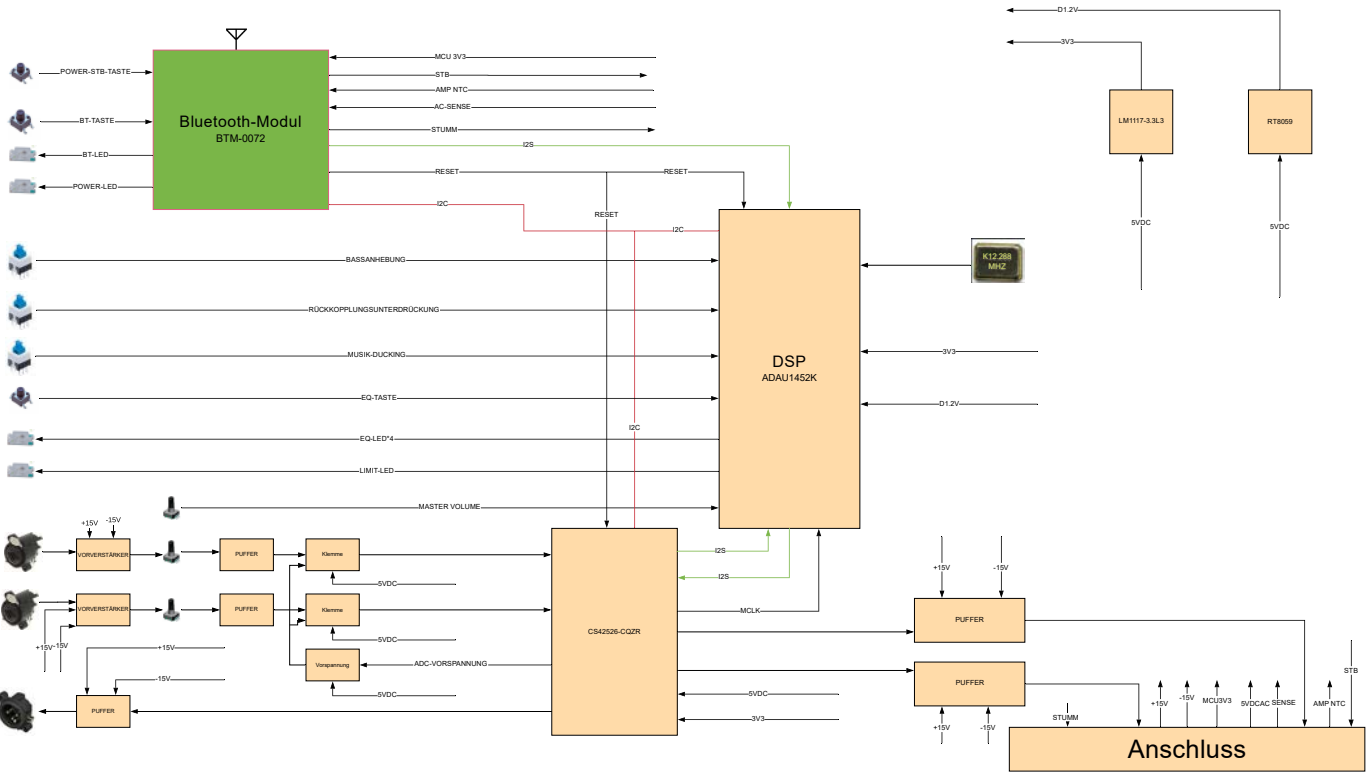 D1.2V
3V3
POWER-STB-TASTE
BT-TASTE
BT-LED
POWER-LED
Bluetooth-Modul
BTM-0072
MCU 3V3
STB
AMP NTC
AC-SENSE
STUMM
I2S
RESET
RESET
RESET
I2C
I2C
LM1117-3.3L3
RT8059
5VDC
5VDC
BASSANHEBUNG
RÜCKKOPPLUNGSUNTERDRÜCKUNG
MUSIK-DUCKING
EQ-TASTE
EQ-LED*4
LIMIT-LED
MASTER VOLUME
I2C
DSP
ADAU1452K
K12.288
MHZ
3V3
D1.2V
+15V
-15V
VORVERSTÄRKER
PUFFER
Klemme
5VDC
VORVERSTÄRKER
PUFFER
Klemme
5VDC
+15V
-15V
+15V
-15V
Vorspannung
ADC-VORSPANNUNG
5VDC
PUFFER
CS42526-CQZR
I2S
I2S
MCLK
5VDC
3V3
+15V
-15V
PUFFER
PUFFER
+15V
-15V
STUMM
+15V
-15V
MCU3V3
5VDCAC SENSE
AMP NTC
STB
Anschluss